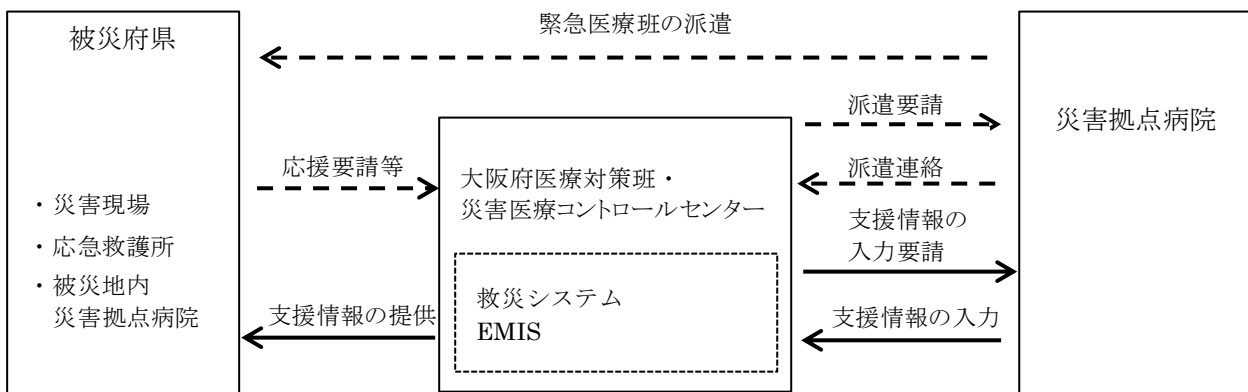 被災府県
・災害現場
・応急救護所
・被災地内
災害拠点病院
緊急医療班の派遣
応援要請等
支援情報の提供
大阪府医療対策班・
災害医療コントロールセンター
救災システム
EMIS
派遣要請
派遣連絡
支援情報の
入力要請
支援情報の入力
災害拠点病院